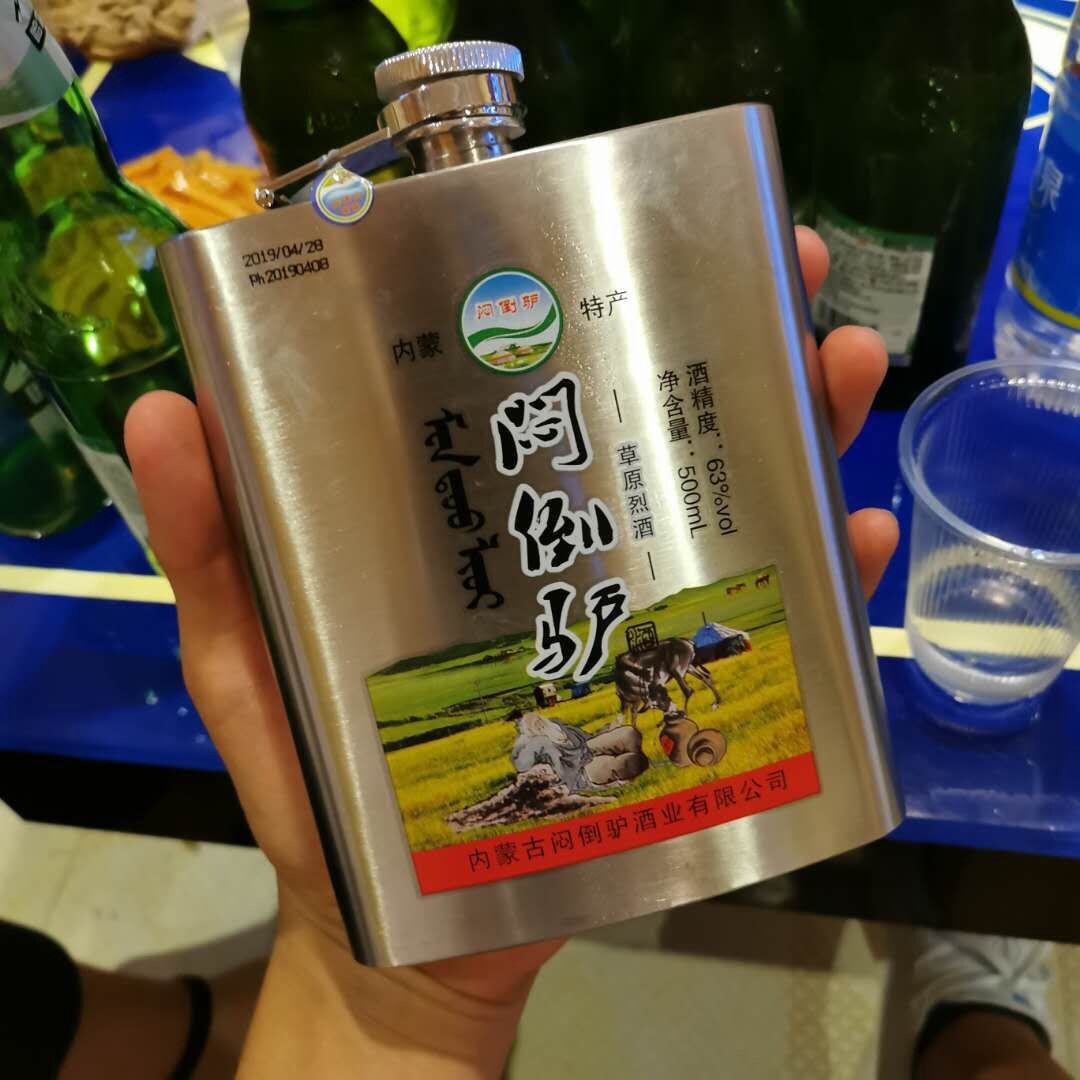 2019/04/28
Ph20190408
内蒙
闷倒驴
特产
酒精度：63%vol
净含量：500mL
草原烈酒
闷倒驴
内蒙古闷倒驴酒业有限公司
泉